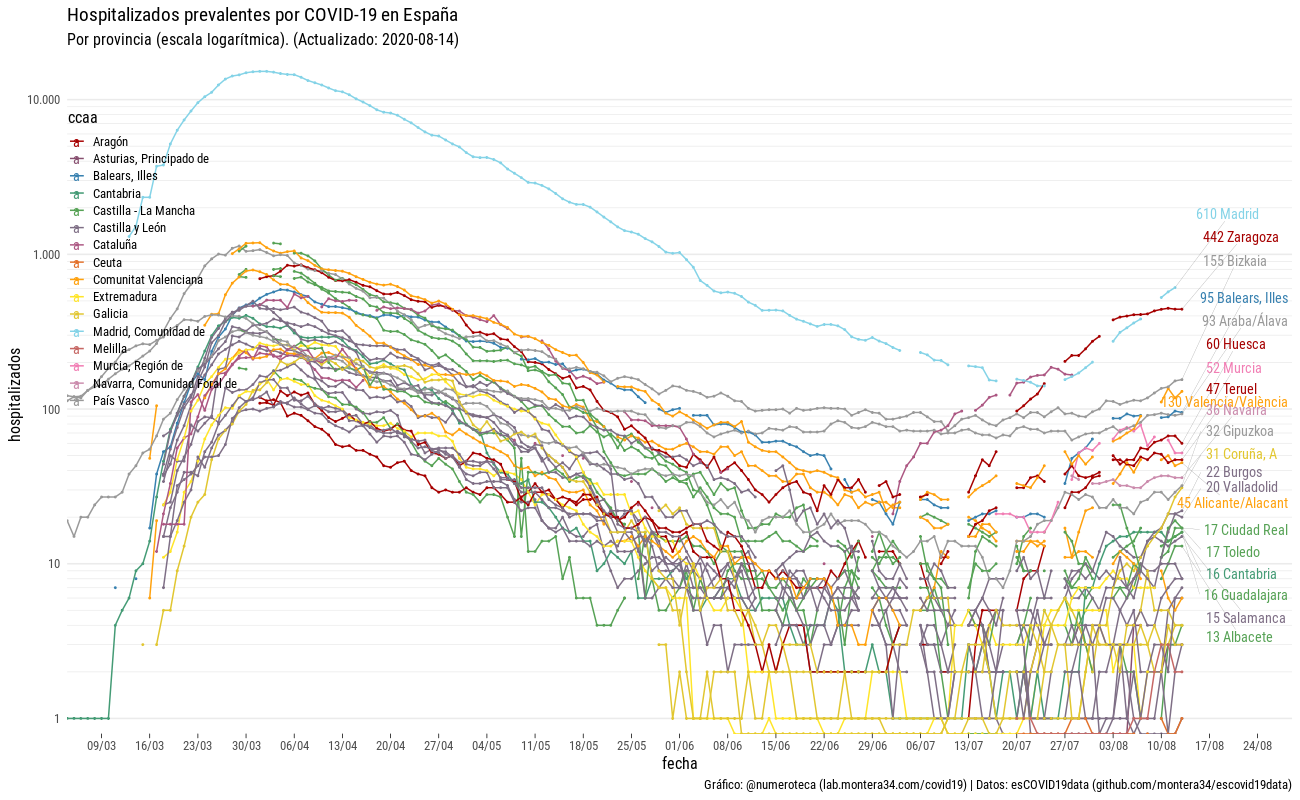 Hospitalizados prevalentes por COVID-19 en España
Por provincia (escala logarítmica). (Actualizado: 2020-08-14)
hospitalizados
10.000
1.000
100
10
1
ccaa
Aragón
Asturias, Principado de
Balears, Illes
Cantabria
Castilla - La Mancha
Castilla y León
Cataluña
Ceuta
Comunitat Valenciana
Extremadura
Galicia
Madrid, Comunidad de
Melilla
Murcia, Región de
Navarra, Comunidad Foral de
País Vasco
610 Madrid
442 Zaragoza
155 Bizkaia
95 Balears, Illes
93 Araba/Álava
60 Huesca
52 Murcia
47 Teruel
130 Valencia/València
36 Navarra
32 Gipuzkoa
31 Coruña, A
22 Burgos
20 Valladolid
45 Alicante/Alacant
17 Ciudad Real
17 Toledo
16 Cantabria
16 Guadalajara
15 Salamanca
13 Albacete
09/03 16/03 23/03 30/03 06/04 13/04 20/04 27/04 04/05 11/05 18/05 25/05 01/06 08/06 15/06 22/06 29/06 06/07 13/07 20/07 27/07 03/08 10/08 17/08 24/08
fecha
Gráfico: @numeroteca (lab.montera34.com/covid19) | Datos: esCOVID19data (github.com/montera34/escovid19data)